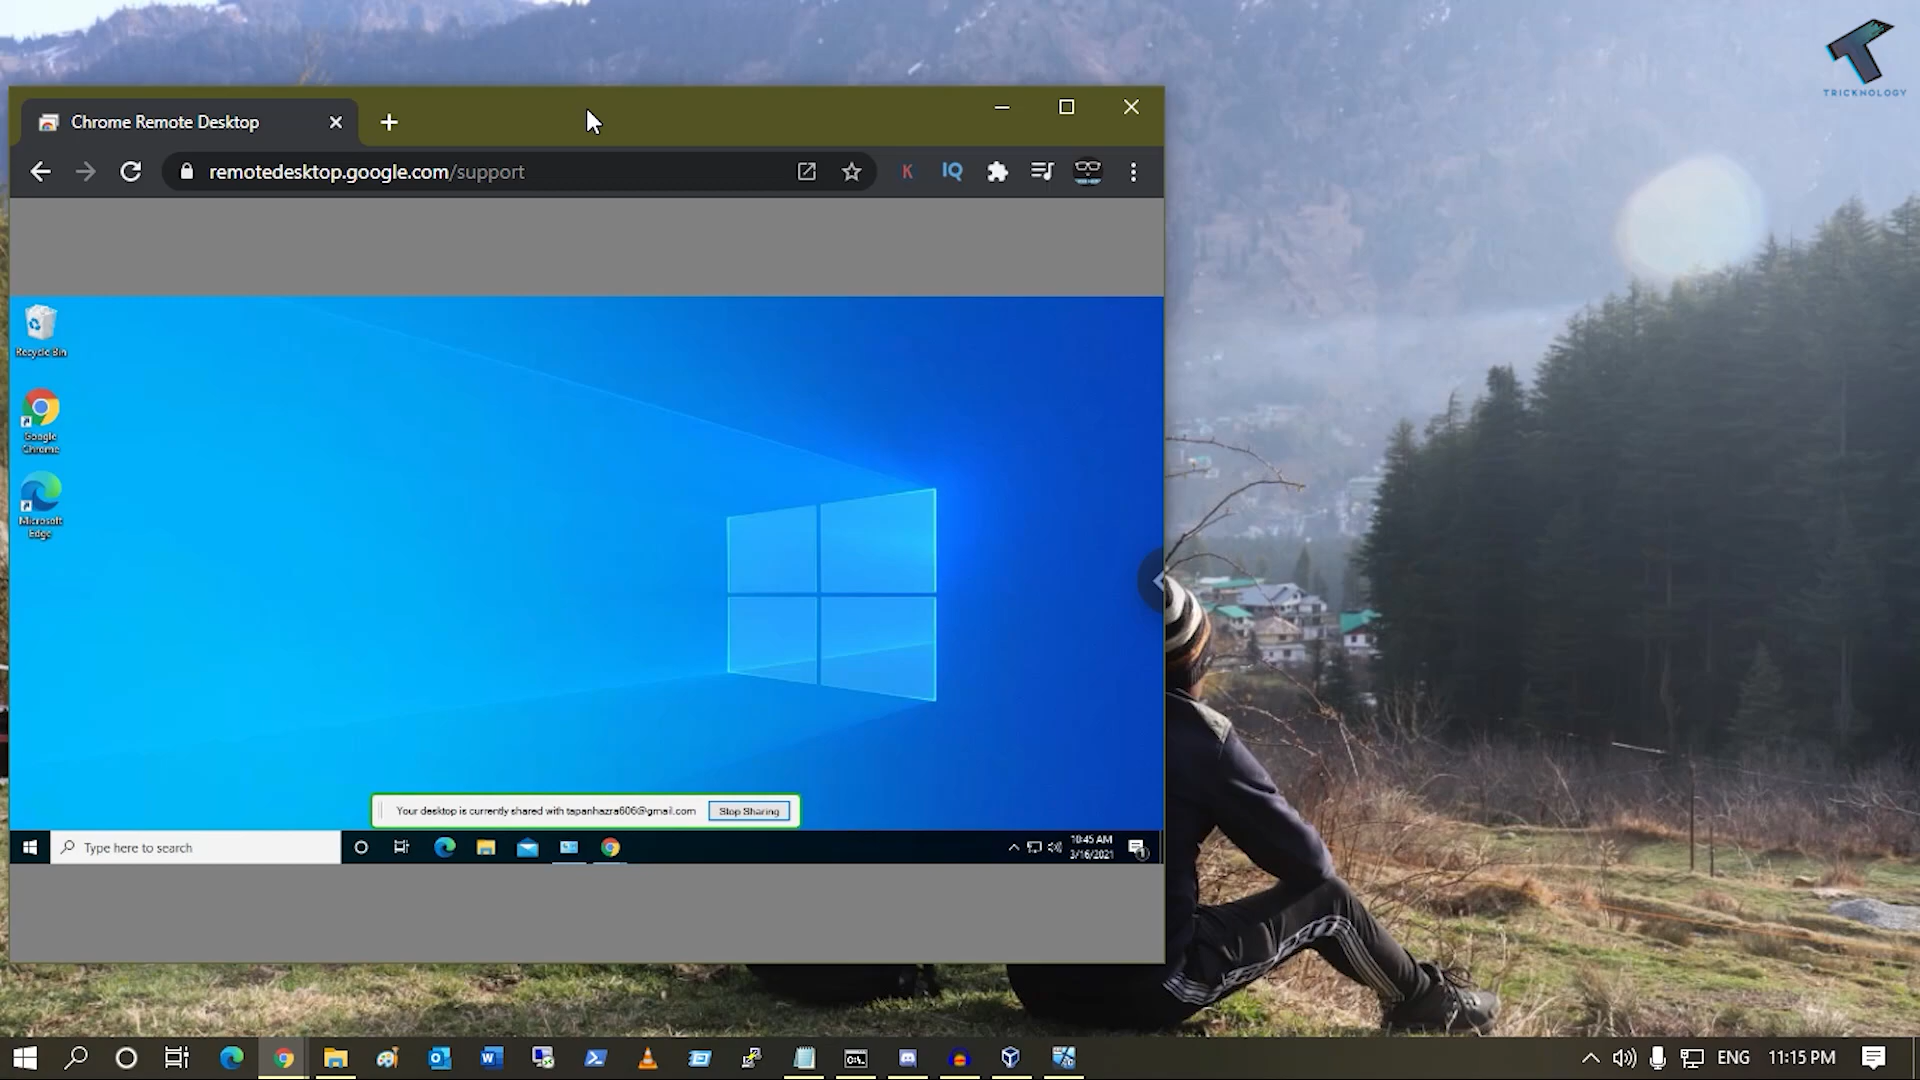 TRICKNOLOGY
Chrome Remote Desktop
remotedesktop.google.com/support
K
IQ
Recycle Bin
Google
Chrome
Microsoft
Edge
Your desktop is currently shared with tapanhazra606@gmail.com Stop Sharing
Type here to search
10:45 AM
3/16/2021
1
ENG 11:15 PM